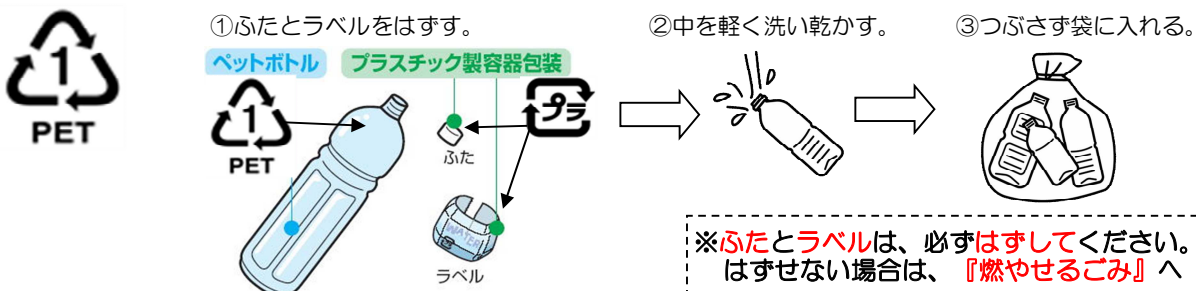 1
PET
①ふたとラベルをはずす。
②中を軽く洗い乾かす。
③つぶさず袋に入れる。
ペットボトル
プラスチック製容器包装
1
PET
プラ
ふた
WATER
ラベル
※ふたとラベルは、必ずはずしてください。
はずせない場合は、『燃やせるごみ』へ